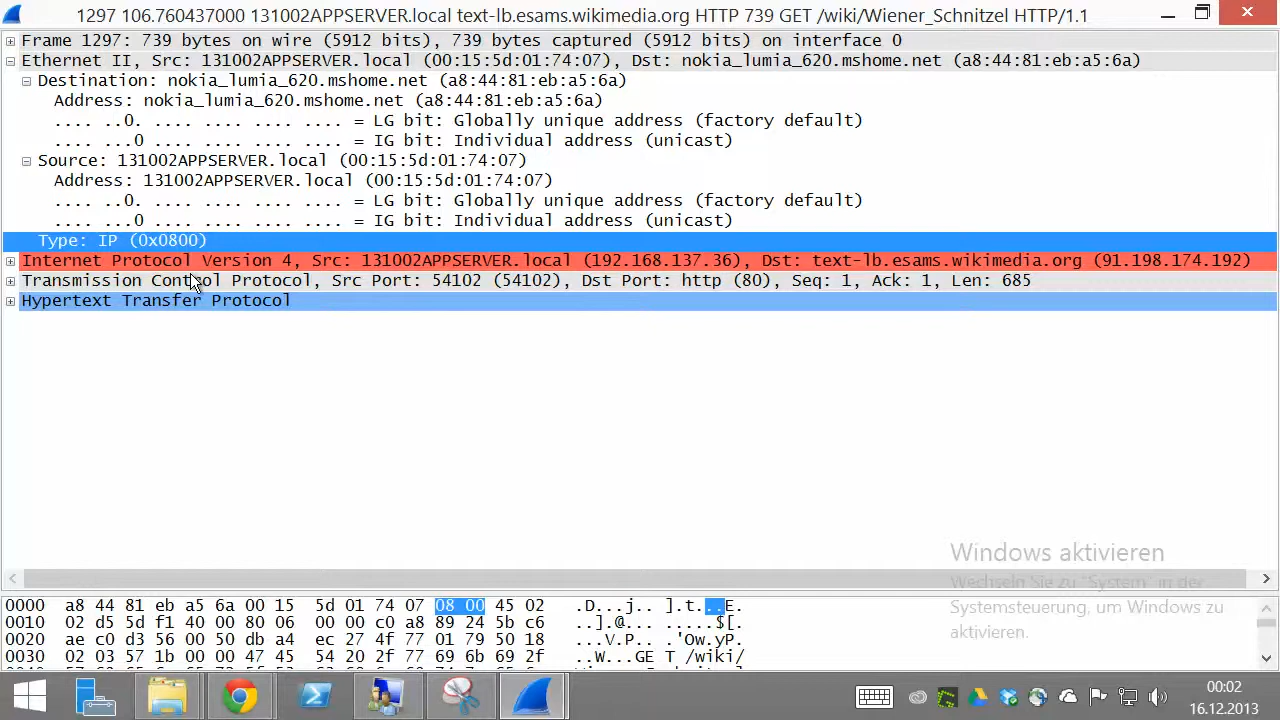 1297 106.760437000 131002APPSERVER.local text-lb.esams.wikimedia.org HTTP 739 GET /wiki/Wiener_Schnitzel HTTP/1.1
Frame 1297: 739 bytes on wire (5912 bits), 739 bytes captured (5912 bits) on interface 0
Ethernet II, Src: 131002APPSERVER.local (00:15:5d:01:74:07), Dst: nokia_lumia_620.mshome.net (a8:44:81:eb:a5:6a)
Destination: nokia_lumia_620.mshome.net (a8:44:81:eb:a5:6a)
Address: nokia_lumia_620.mshome.net (a8:44:81:eb:a5:6a)
.... ..0. .... .... .... .... = LG bit: Globally unique address (factory default)
.... ...0 .... .... .... .... = IG bit: Individual address (unicast)
Source: 131002APPSERVER.local (00:15:5d:01:74:07)
Address: 131002APPSERVER.local (00:15:5d:01:74:07)
.... ..0. .... .... .... .... = LG bit: Globally unique address (factory default)
.... ...0 .... .... .... .... = IG bit: Individual address (unicast)
Type: IP (0x0800)
Internet Protocol Version 4, Src: 131002APPSERVER.local (192.168.137.36), Dst: text-lb.esams.wikimedia.org (91.198.174.192)
Transmission Control Protocol, Src Port: 54102 (54102), Dst Port: http (80), Seq: 1, Ack: 1, Len: 685
Hypertext Transfer Protocol
Windows aktivieren
Wechseln Sie zu "System" in der
Systemsteuerung, um Windows zu
aktivieren.
0000 a8 44 81 eb a5 6a 00 15 5d 01 74 07 08 00 45 02 .D...j.. ].t...E.
0010 02 d5 5d f1 40 00 80 06 00 00 c0 a8 89 24 5b c6 ..].@... .....$[.
0020 ae c0 d3 56 00 50 db a4 ec 27 4f 77 01 79 50 18 ...V.P.. .'Ow.yP.
0030 02 03 57 1b 00 00 47 45 54 20 2f 77 69 6b 69 2f ..W...GE T /wiki/
00:02
16.12.2013